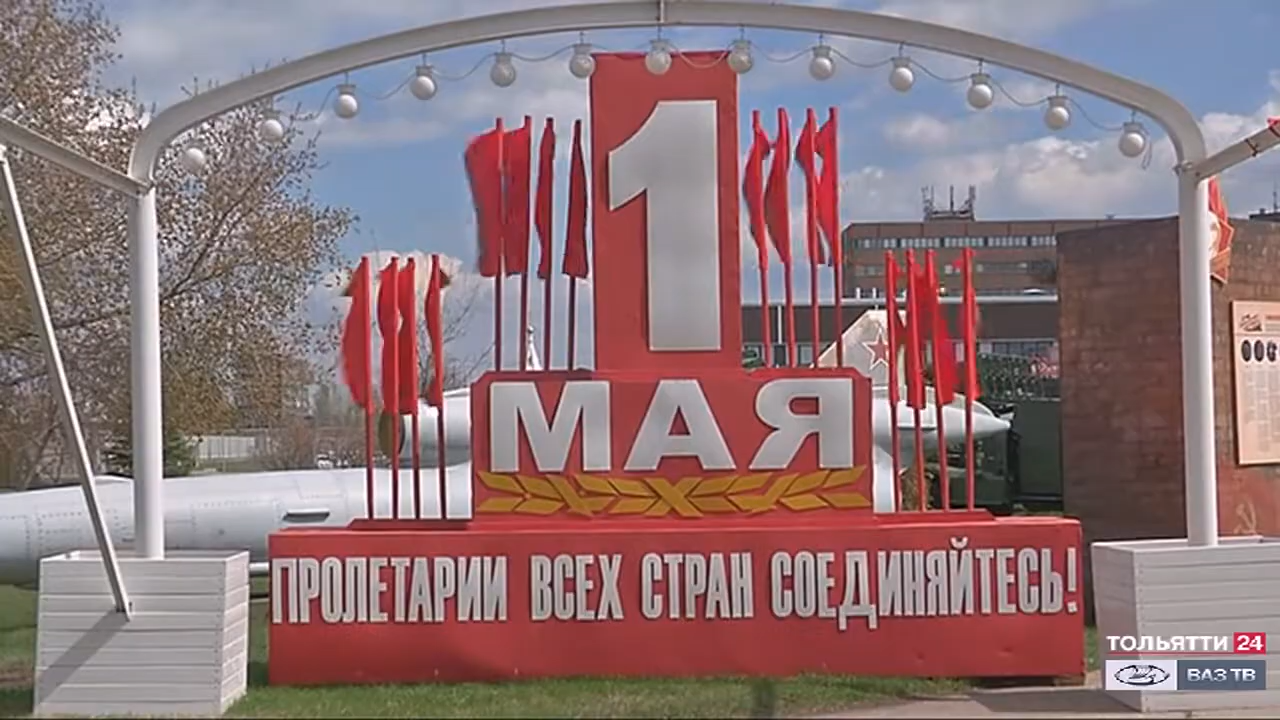 1
МАЯ
ПРОЛЕТАРИИ ВСЕХ СТРАН СОЕДИНЯЙТЕСЬ!
ТОЛЬЯТТИ 24
ВАЗ ТВ